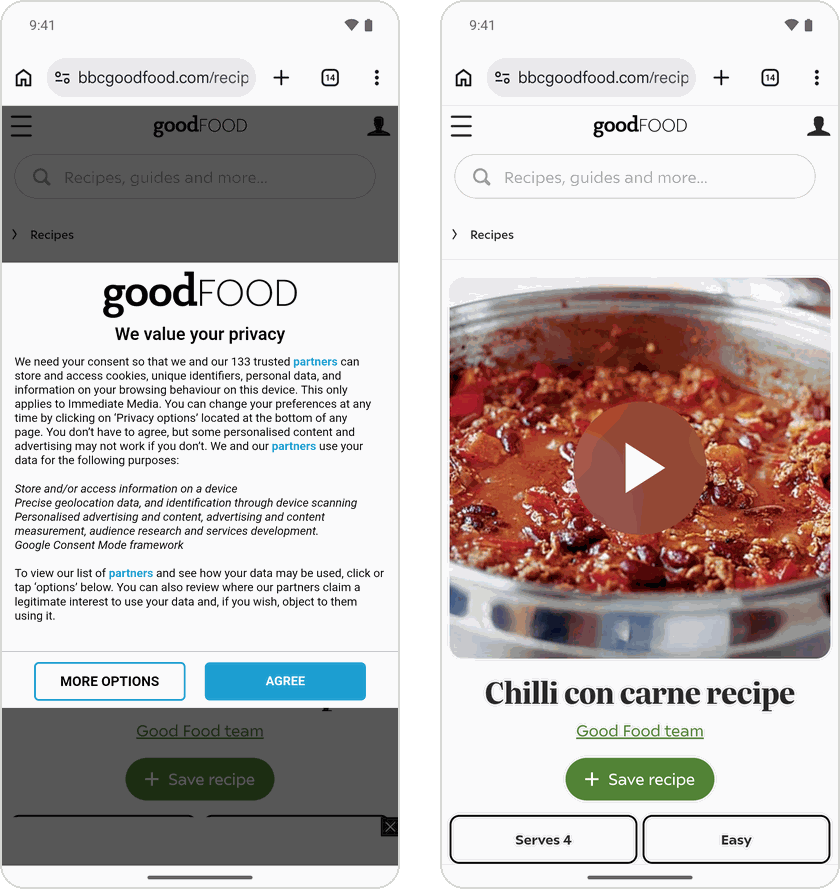 9:41
bbcgoodfood.com/recip
14
goodFOOD
Recipes, guides and more...
Recipes
goodFOOD
We value your privacy
We need your consent so that we and our 133 trusted partners can
store and access cookies, unique identifiers, personal data, and
information on your browsing behaviour on this device. This only
applies to Immediate Media. You can change your preferences at any
time by clicking on ‘Privacy options’ located at the bottom of any
page. You don’t have to agree, but some personalised content and
advertising may not work if you don’t. We and our partners use your
data for the following purposes:
Store and/or access information on a device
Precise geolocation data, and identification through device scanning
Personalised advertising and content, advertising and content
measurement, audience research and services development.
Google Consent Mode framework
To view our list of partners and see how your data may be used, click or
tap ‘options’ below. You can also review where our partners claim a
legitimate interest to use your data and, if you wish, object to them
using it.
MORE OPTIONS
AGREE
Good Food team
+ Save recipe
9:41
bbcgoodfood.com/recip
14
goodFOOD
Recipes, guides and more...
Recipes
Chilli con carne recipe
Good Food team
+ Save recipe
Serves 4
Easy